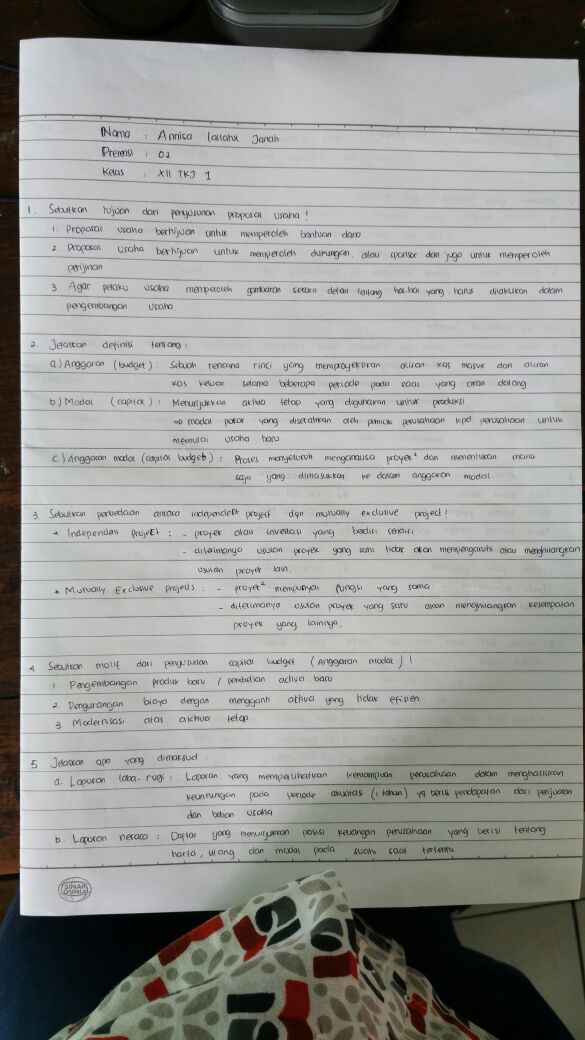 Nama : Annisa Lailatul Janah
Presensi : 02
Kelas : XII TKJ 1
1. Sebutkan tujuan dari penyusunan proposal usaha !
1. Proposal usaha bertujuan untuk memperoleh bantuan dana
2. Proposal usaha bertujuan untuk memperoleh dukungan atau sponsor dan juga untuk memperoleh
perijinan
3. Agar pelaku usaha memperoleh gambaran secara detail tentang hal-hal yang harus dilakukan dalam
pengembangan usaha.
2. Jelaskan definisi tentang :
a.) Anggaran (budget) : Sebuah rencana rinci yang memproyeksikan aliran kas masuk dan aliran
kas keluar selama beberapa periode pada saat yang akan datang
b.) Modal (capital) : Menunjukkan aktiva tetap yang digunakan untuk produksi
⇒ modal pokok yang diserahkan oleh pemilik perusahaan kpd perusahaan untuk
memulai usaha baru.
c.) Anggaran modal (capital budget) : Proses menyeluruh menganalisa proyek² dan menentukan mana
saja yang dimasukkan ke dalam anggaran modal.
3. Sebutkan perbedaan antara independent project dgn mutually exclusive project !
* Independent Project : - proyek atau investasi yang berdiri sendiri
- diterimanya usulan proyek yang satu tidak akan mempengaruhi atau menghilangkan
usulan proyek lain.
* Mutually Exclusive Projects : - proyek² mempunyai fungsi yang sama
- diterimanya usulan proyek yang satu akan menghilangkan kesempatan
proyek yang lainnya.
4. Sebutkan motif dari penyusunan capital budget (Anggaran modal) !
1. Pengembangan produk baru / pembelian activa baru
2. Pengurangan biaya dengan mengganti aktiva yang tidak efisien
3. Modernisasi atas aktiva tetap
5 Jelaskan apa yang dimaksud :
a. Laporan laba-rugi : Laporan yang memperlihatkan kemampuan perusahaan dalam menghasilkan
keuntungan pada periode akuntasi (1 tahun) yg berisi pendapatan dari penjualan
dan beban usaha
b. Laporan neraca : Daftar yang menunjukkan posisi keuangan perusahaan yang berisi tentang
harta, utang dan modal pada suatu saat tertentu
SINAR DUNIA